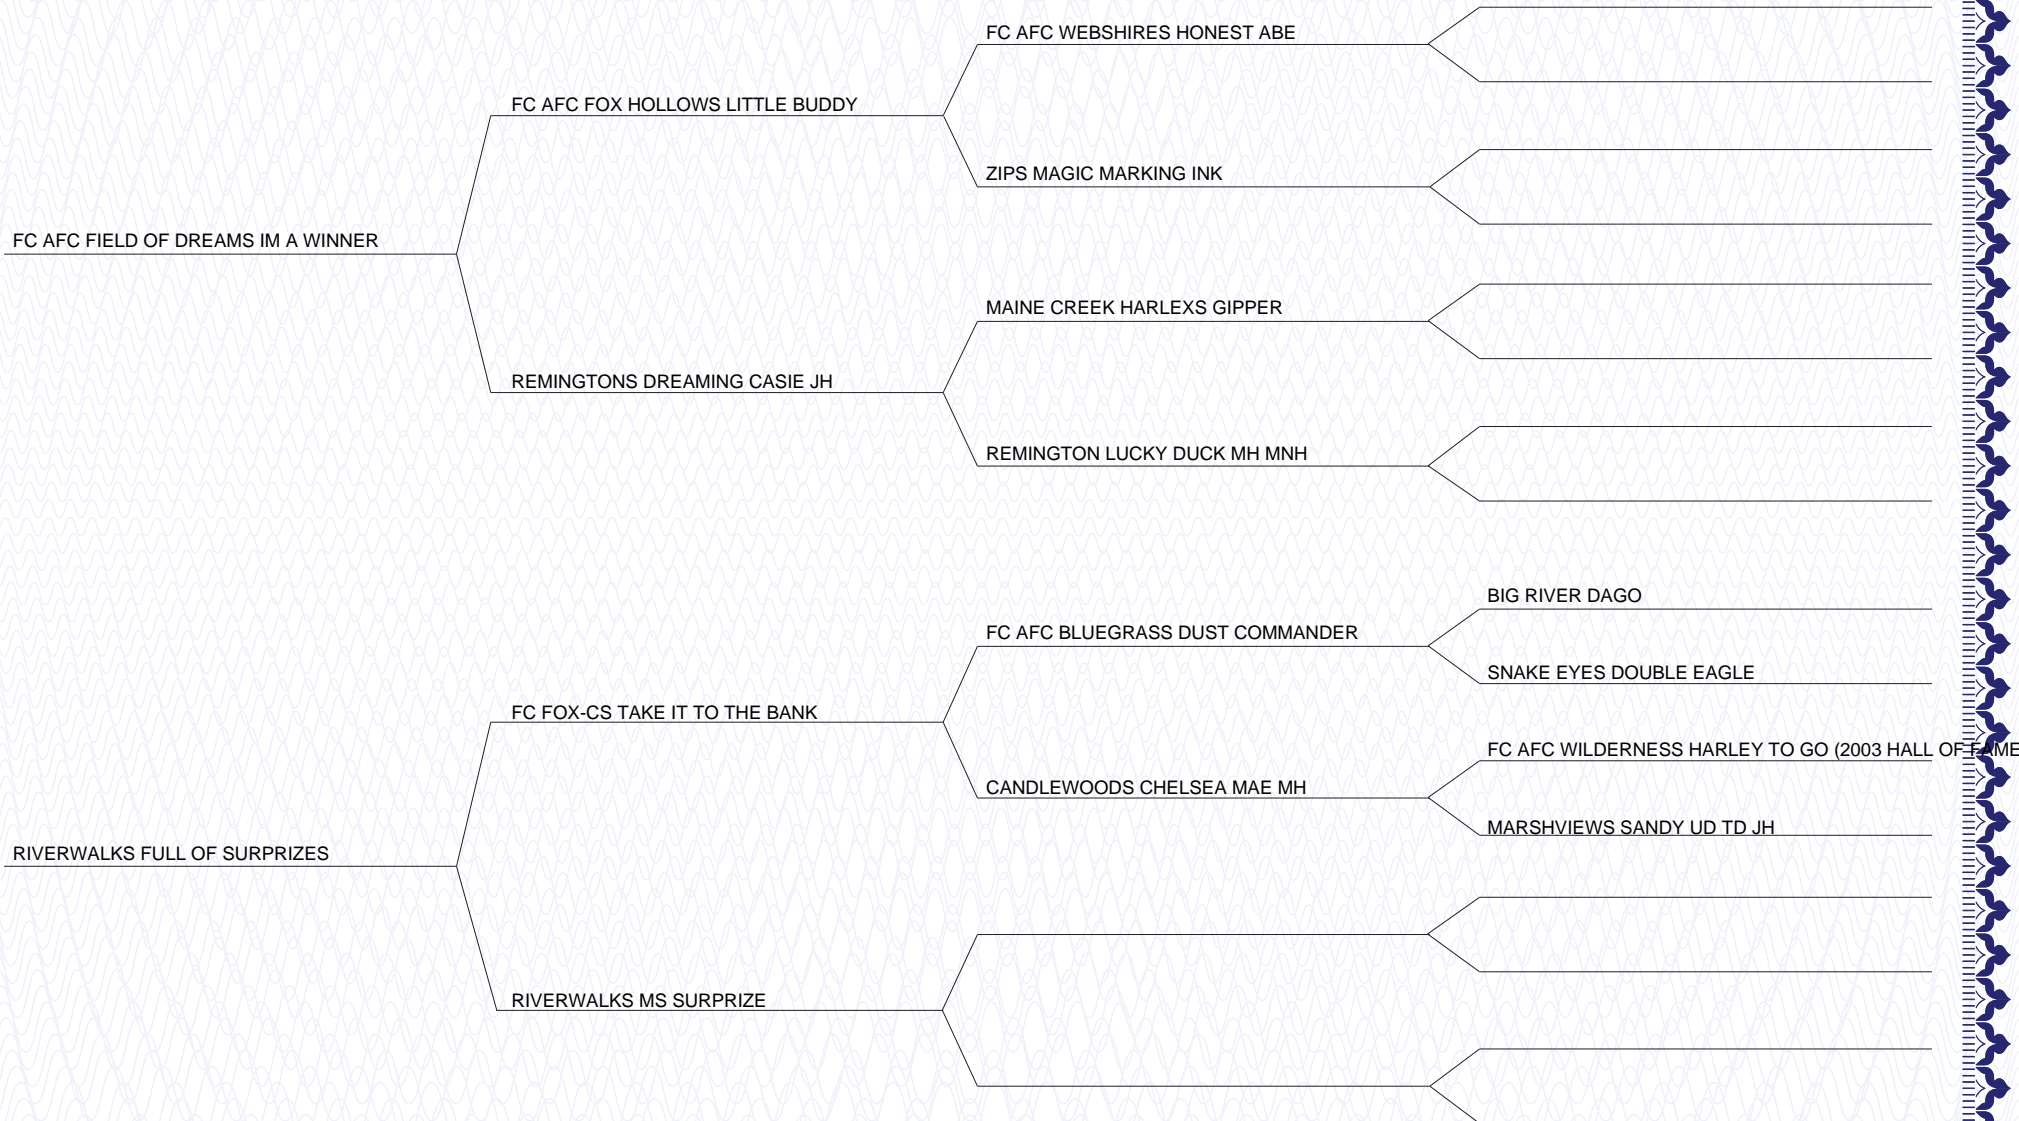 FC AFC WEBSHIRES HONEST ABE
FC AFC FOX HOLLOWS LITTLE BUDDY
ZIPS MAGIC MARKING INK
FC AFC FIELD OF DREAMS IM A WINNER
MAINE CREEK HARLEXS GIPPER
REMINGTONS DREAMING CASIE JH
REMINGTON LUCKY DUCK MH MNH
BIG RIVER DAGO
FC AFC BLUEGRASS DUST COMMANDER
SNAKE EYES DOUBLE EAGLE
FC FOX-CS TAKE IT TO THE BANK
FC AFC WILDERNESS HARLEY TO GO (2003 HALL OF FAME
CANDLEWOODS CHELSEA MAE MH
MARSHVIEWS SANDY UD TD JH
RIVERWALKS FULL OF SURPRIZES
RIVERWALKS MS SURPRIZE